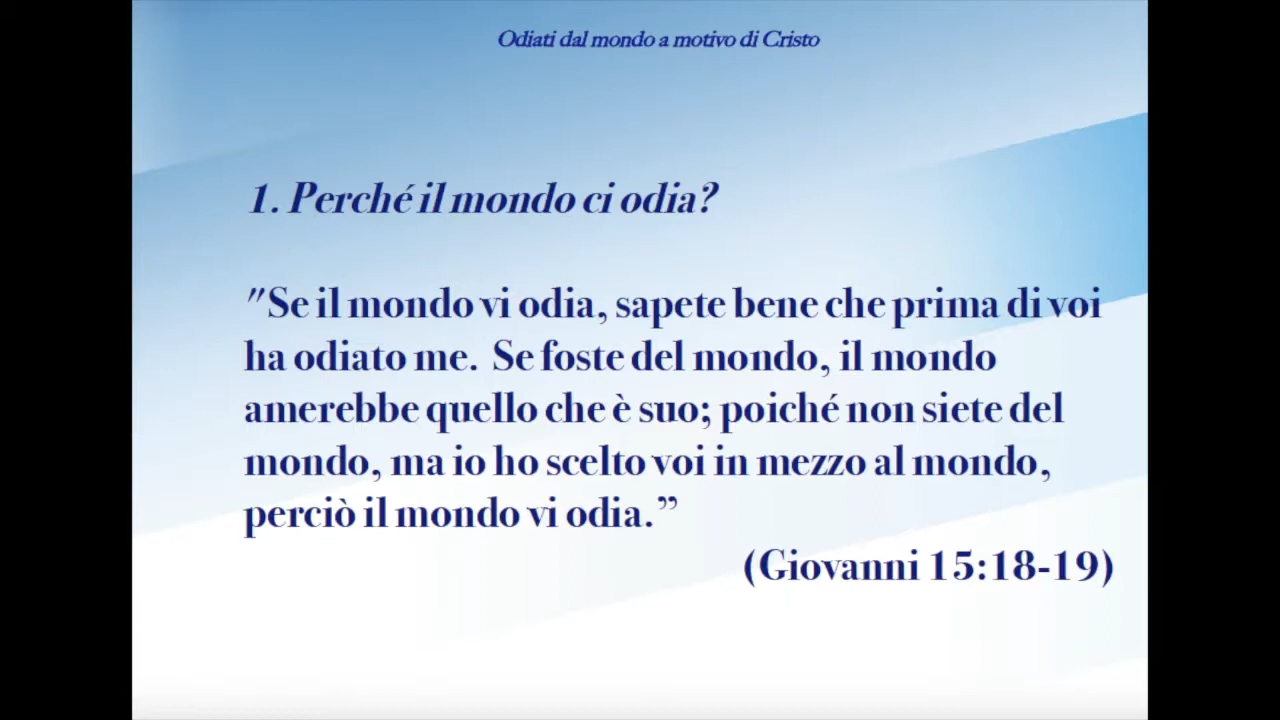 Odiati dal mondo a motivo di Cristo
1. Perché il mondo ci odia?
"Se il mondo vi odia, sapete bene che prima di voi
ha odiato me. Se foste del mondo, il mondo
amerebbe quello che è suo; poiché non siete del
mondo, ma io ho scelto voi in mezzo al mondo,
perciò il mondo vi odia.”
(Giovanni 15:18-19)